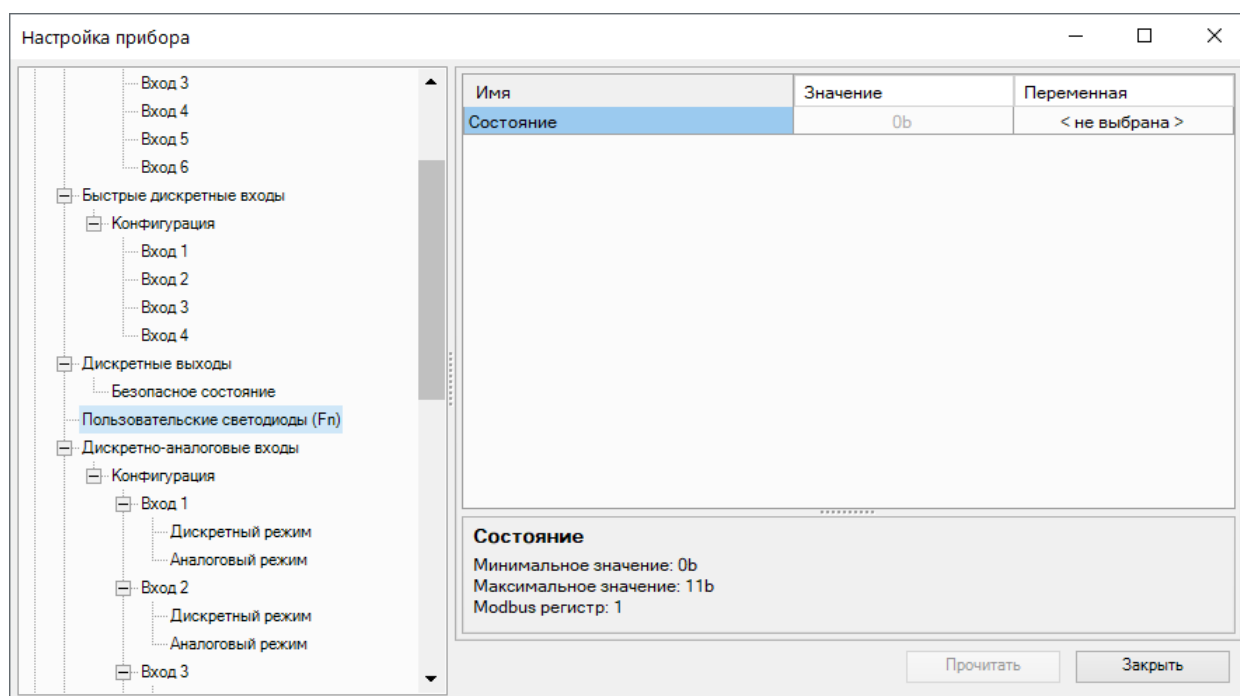 Настройка прибора
Вход 3
Вход 4
Вход 5
Вход 6
Быстрые дискретные входы
Конфигурация
Вход 1
Вход 2
Вход 3
Вход 4
Дискретные выходы
Безопасное состояние
Пользовательские светодиоды (Fn)
Дискретно-аналоговые входы
Конфигурация
Вход 1
Дискретный режим
Аналоговый режим
Вход 2
Дискретный режим
Аналоговый режим
Вход 3
Имя Значение Переменная
Состояние 0b < не выбрана >
Состояние
Минимальное значение: 0b
Максимальное значение: 11b
Modbus регистр: 1
Прочитать Закрыть